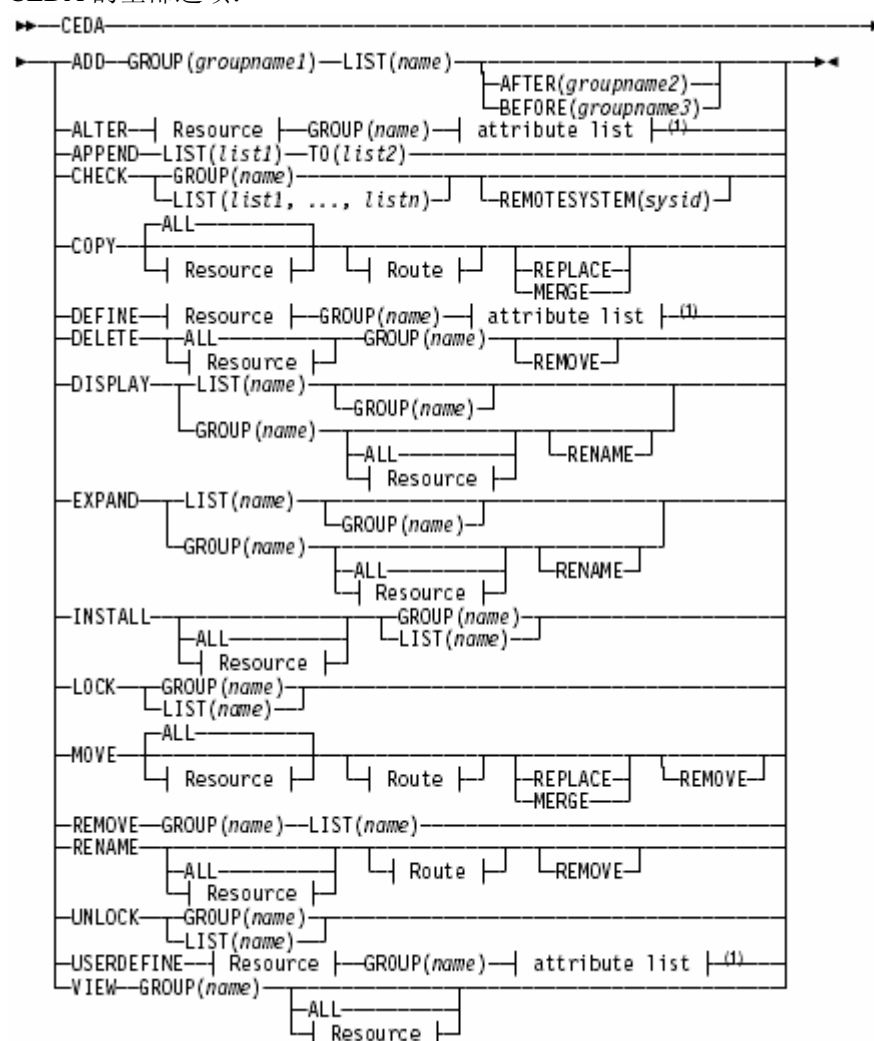 CEDA 的全部选项:
CEDA
ADD GROUP(groupname1) LIST(name)
AFTER(groupname2)
BEFORE(groupname3)
ALTER Resource GROUP(name) attribute list (1)
APPEND LIST(list1) TO(list2)
CHECK GROUP(name)
LIST(list1, ..., listn) REMOTESYSTEM(sysid)
ALL
COPY
Resource Route REPLACE
MERGE
DEFINE Resource GROUP(name) attribute list (1)
DELETE ALL GROUP(name)
Resource REMOVE
DISPLAY LIST(name)
GROUP(name)
GROUP(name)
ALL RENAME
Resource
EXPAND LIST(name)
GROUP(name)
GROUP(name)
ALL RENAME
Resource
INSTALL GROUP(name)
ALL LIST(name)
Resource
LOCK GROUP(name)
LIST(name)
ALL
MOVE
Resource Route REPLACE REMOVE
MERGE
REMOVE GROUP(name) LIST(name)
RENAME
ALL Route REMOVE
Resource
UNLOCK GROUP(name)
LIST(name)
USERDEFINE Resource GROUP(name) attribute list (1)
VIEW GROUP(name)
ALL
Resource